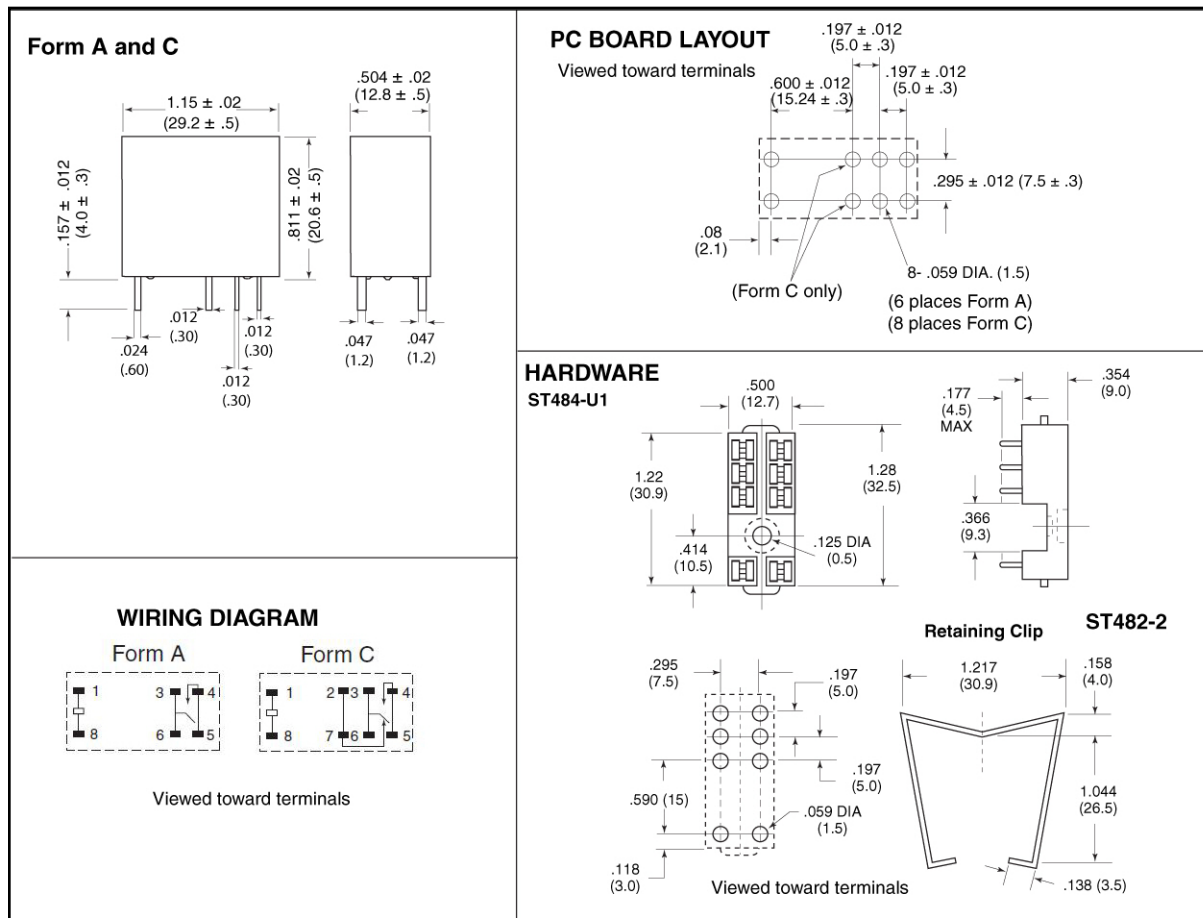 Form A and C
1.15 ± .02
(29.2 ± .5)
.504 ± .02
(12.8 ± .5)
.157 ± .012
(4.0 ± .3)
.811 ± .02
(20.6 ± .5)
.024
(.60)
.012
(.30)
.012
(.30)
.012
(.30)
.047
(1.2)
.047
(1.2)
PC BOARD LAYOUT
Viewed toward terminals
.197 ± .012
(5.0 ± .3)
.600 ± .012
(15.24 ± .3)
.197 ± .012
(5.0 ± .3)
.295 ± .012 (7.5 ± .3)
.08
(2.1)
(Form C only)
8- .059 DIA. (1.5)
(6 places Form A)
(8 places Form C)
WIRING DIAGRAM
Form A
Form C
1 3 4
8 6 5
1 2 3 4
8 7 6 5
Viewed toward terminals
HARDWARE
ST484-U1
.500
(12.7)
1.22
(30.9)
1.28
(32.5)
.414
(10.5)
.125 DIA
(0.5)
.177
(4.5)
MAX
.354
(9.0)
.366
(9.3)
.295
(7.5)
.197
(5.0)
.197
(5.0)
.590 (15)
.059 DIA
(1.5)
.118
(3.0)
Viewed toward terminals
Retaining Clip
ST482-2
1.217
(30.9)
.158
(4.0)
1.044
(26.5)
.138 (3.5)